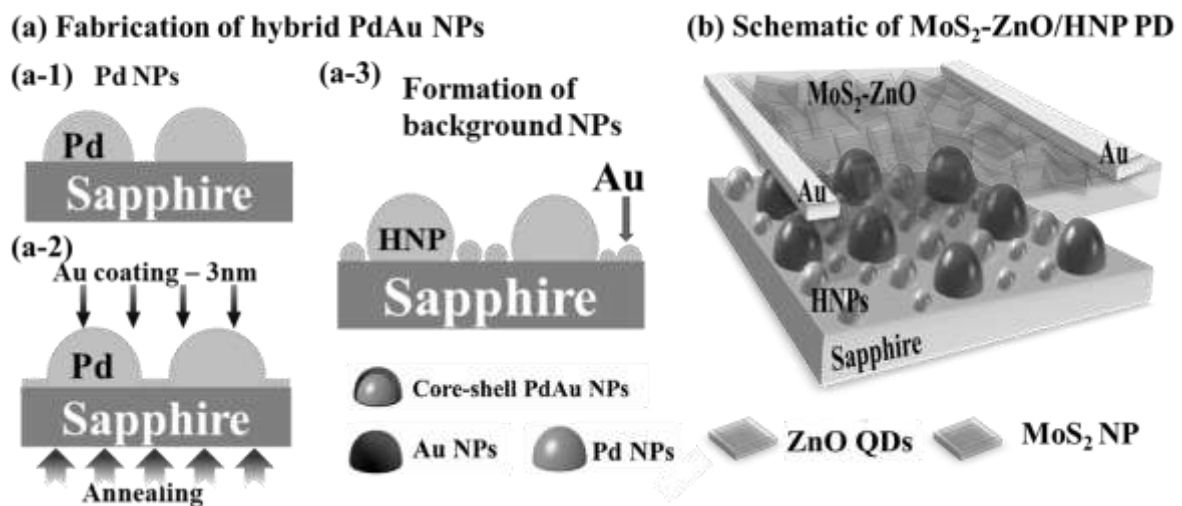 (a) Fabrication of hybrid PdAu NPs
(a-1) Pd NPs
Pd
Sapphire
(a-2)
Au coating – 3nm
Pd
Sapphire
Annealing
(a-3)
Formation of
background NPs
Au
HNP
Sapphire
Core-shell PdAu NPs
Au NPs
Pd NPs
(b) Schematic of MoS₂-ZnO/HNP PD
MoS₂-ZnO
Au
Au
HNPs
Sapphire
ZnO QDs
MoS₂ NP